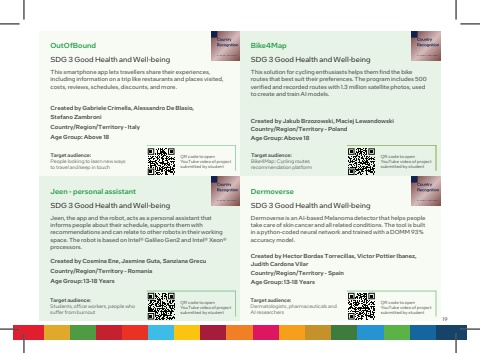 OutOfBound
Country
Recognition
SDG 3 Good Health and Well-being
This smartphone app lets travellers share their experiences,
including information on a trip like restaurants and places visited,
costs, reviews, schedules, discounts, and more.
Created by Gabriele Crimella, Alessandro De Blasio,
Stefano Zamboni
Country/Region/Territory - Italy
Age Group: Above 18
Target audience:
People looking to learn new ways
to travel and keep in touch
QR code to open
YouTube video of project
submitted by student
Bike4Map
Country
Recognition
SDG 3 Good Health and Well-being
This solution for cycling enthusiasts helps them find the bike
routes that best suit their preferences. The program includes 500
verified and recorded routes with 1.3 million satellite photos, used
to create and train AI models.
Created by Jakub Brzozowski, Maciej Lewandowski
Country/Region/Territory - Poland
Age Group: Above 18
Target audience:
Bike4Map: Cycling routes
recommendation platform
QR code to open
YouTube video of project
submitted by student
Jeen - personal assistant
Country
Recognition
SDG 3 Good Health and Well-being
Jeen, the app and the robot, acts as a personal assistant that
informs people about their schedule, supports them with
recommendations and can relate to other robots in their working
space. The robot is based on Intel® Galileo Gen2 and Intel® Xeon®
processors.
Created by Cosmina Ene, Jasmine Guta, Sanziana Grecu
Country/Region/Territory - Romania
Age Group: 13-18 Years
Target audience:
Students, office workers, people who
suffer from burnout
QR code to open
YouTube video of project
submitted by student
Dermoverse
Country
Recognition
SDG 3 Good Health and Well-being
Dermoverse is an AI-based Melanoma detector that helps people
take care of skin cancer and all related conditions. The tool is built
in a python-coded neural network and trained with a DOMM 93%
accuracy model.
Created by Hector Bordas Torrecillas, Victor Pottier Ibanez,
Judith Cardona Vilar
Country/Region/Territory - Spain
Age Group: 13-18 Years
Target audience:
Dermatologists, pharmaceuticals and
AI researchers
QR code to open
YouTube video of project
submitted by student
19